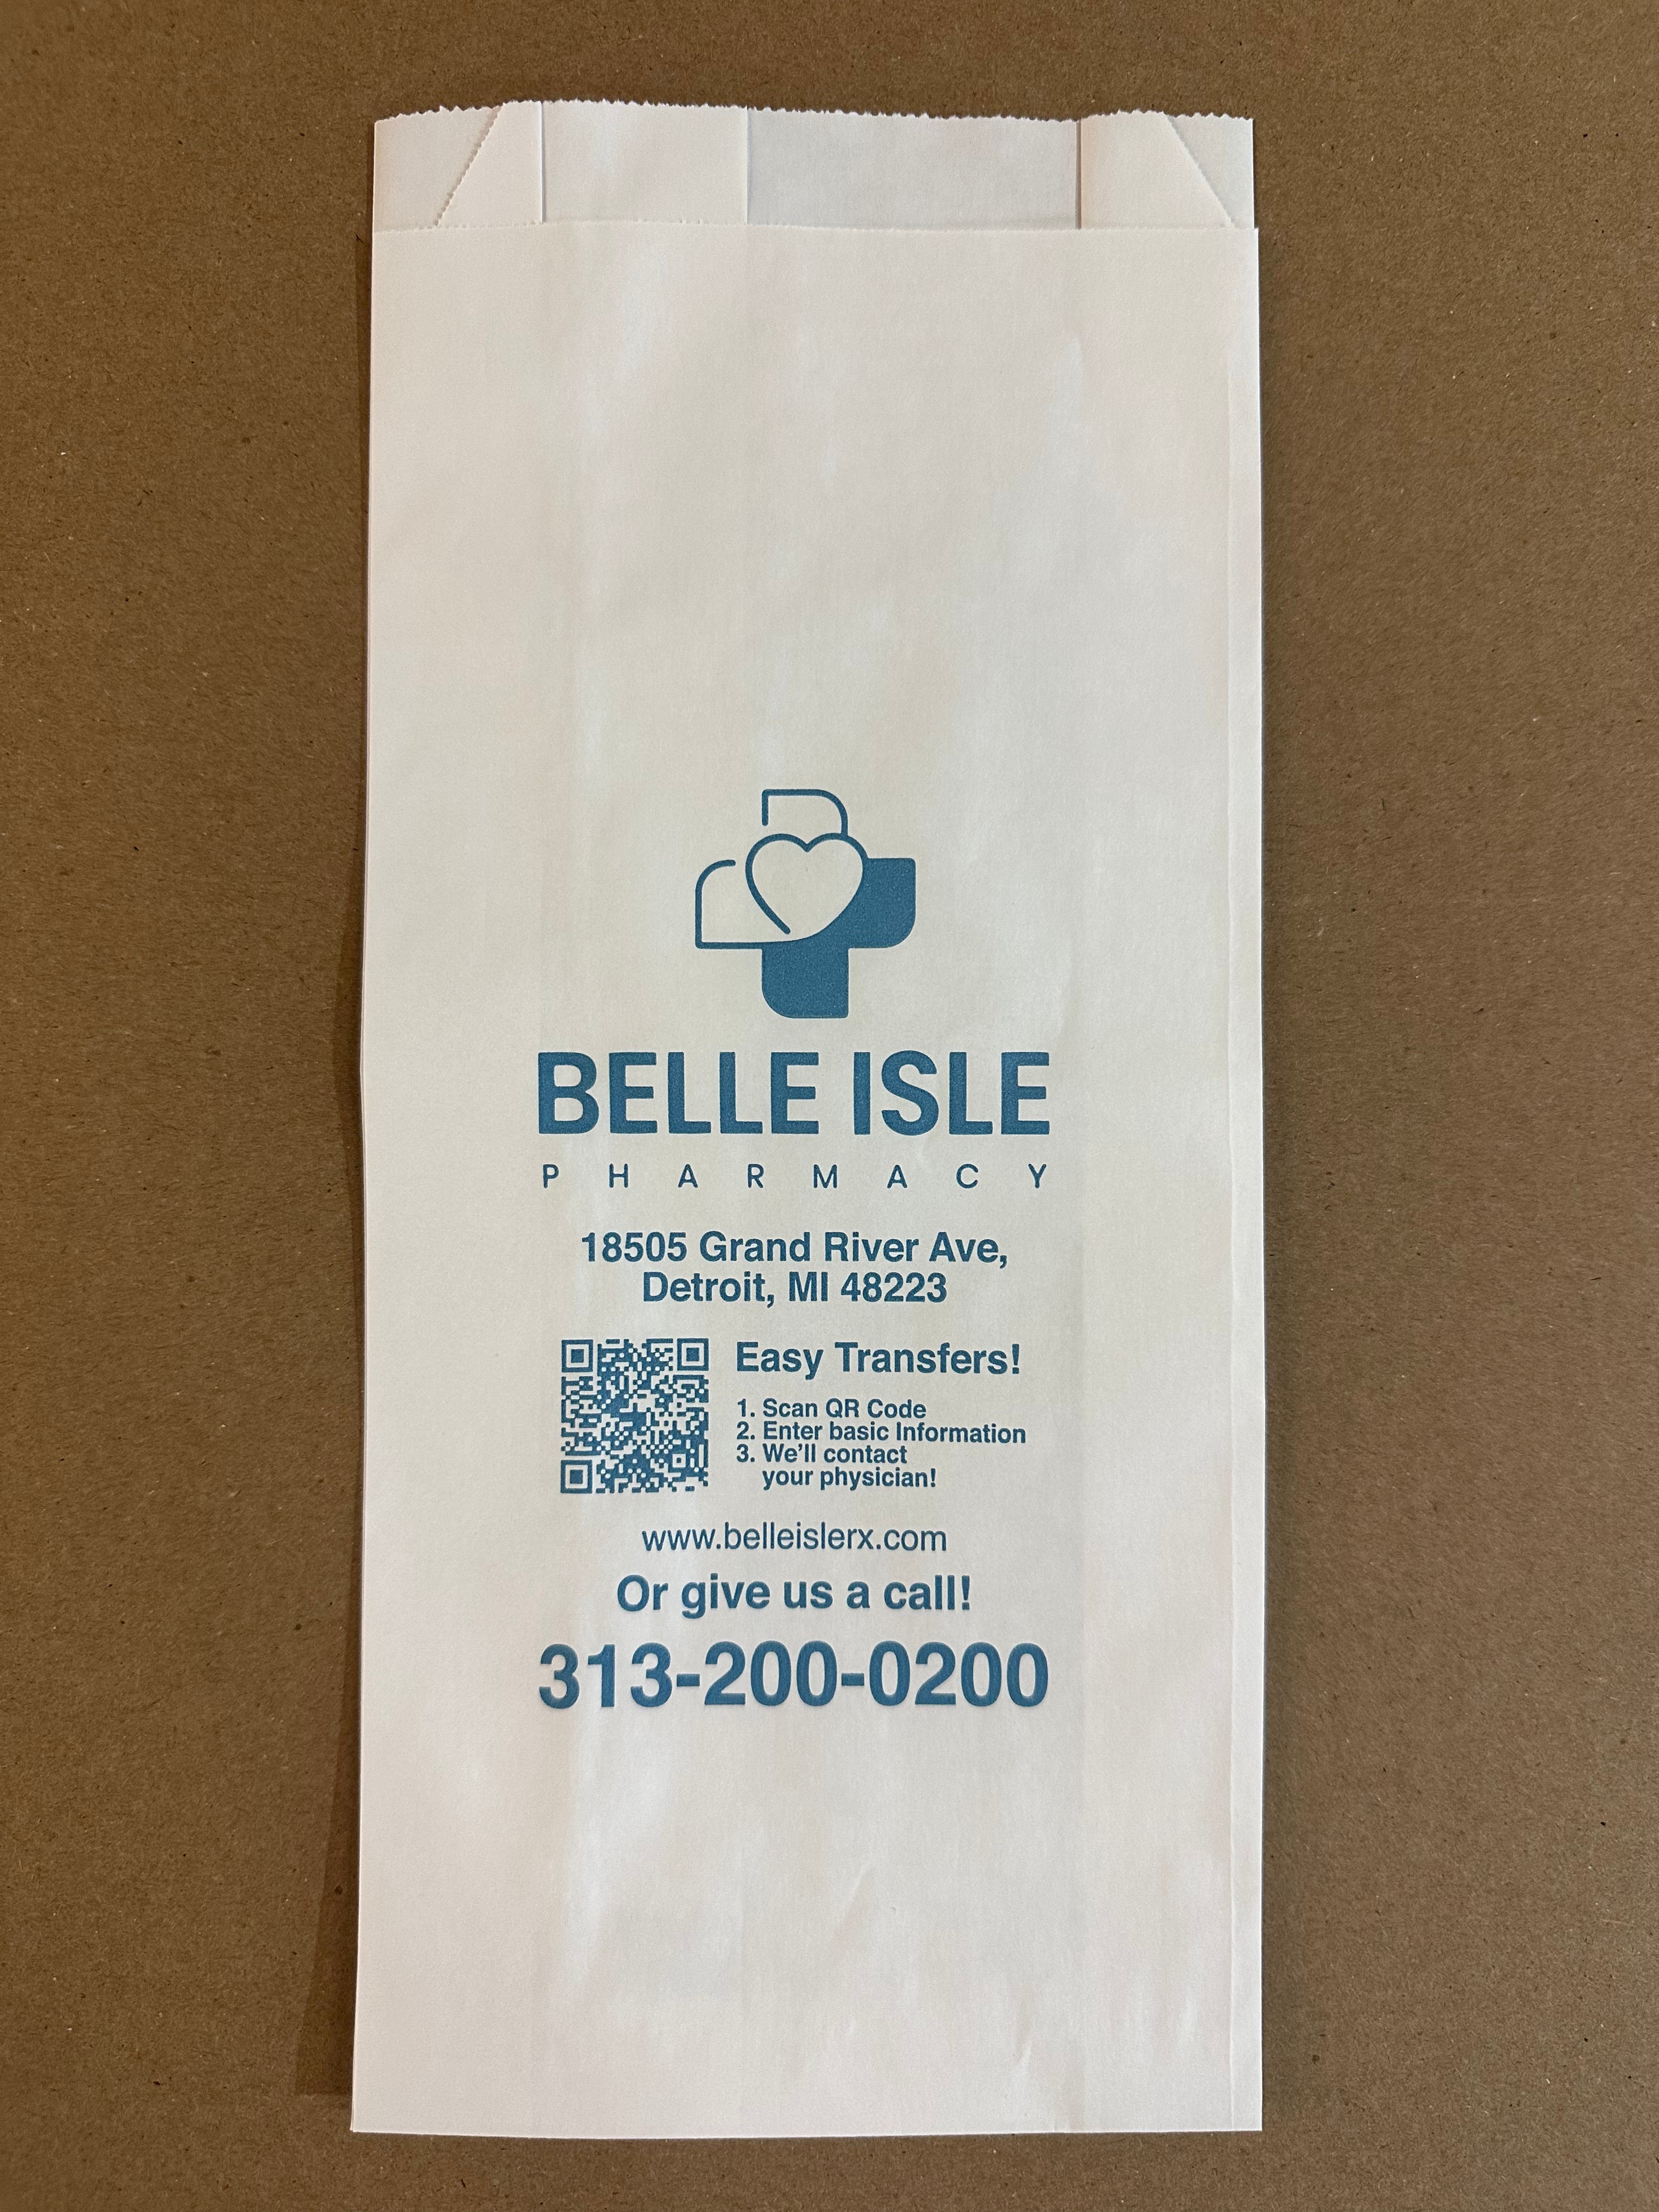 BELLE ISLE
PHARMACY
18505 Grand River Ave,
Detroit, MI 48223
Easy Transfers!
1. Scan QR Code
2. Enter basic Information
3. We'll contact
your physician!
www.belleislerx.com
Or give us a call!
313-200-0200